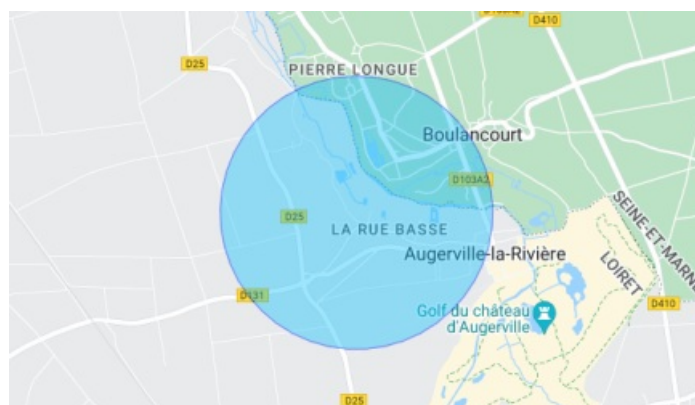 D103A2
D410
D25
PIERRE LONGUE
Boulancourt
D103A2
SEINE-ET-MARNE
D25
LA RUE BASSE
Augerville-la-Rivière
LOIRET
D131
D410
Golf du château
d'Augerville
D25